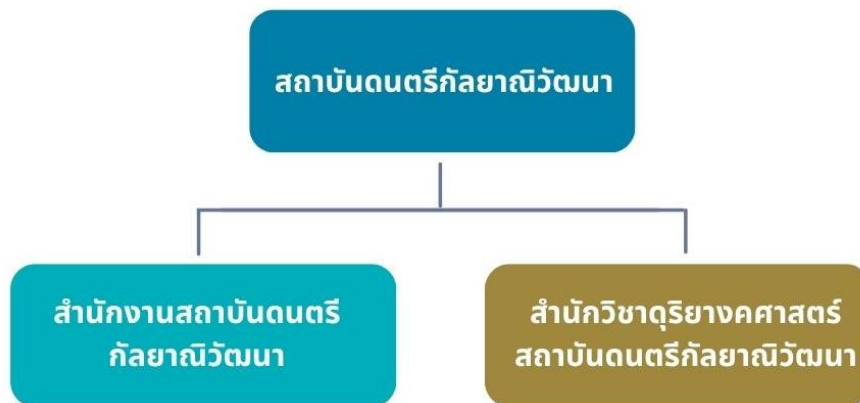 สถาบันดนตรีกัลยาณิวัฒนา
สำนักงานสถาบันดนตรี
กัลยาณิวัฒนา
สำนักวิชาดุริยางคศาสตร์
สถาบันดนตรีกัลยาณิวัฒนา